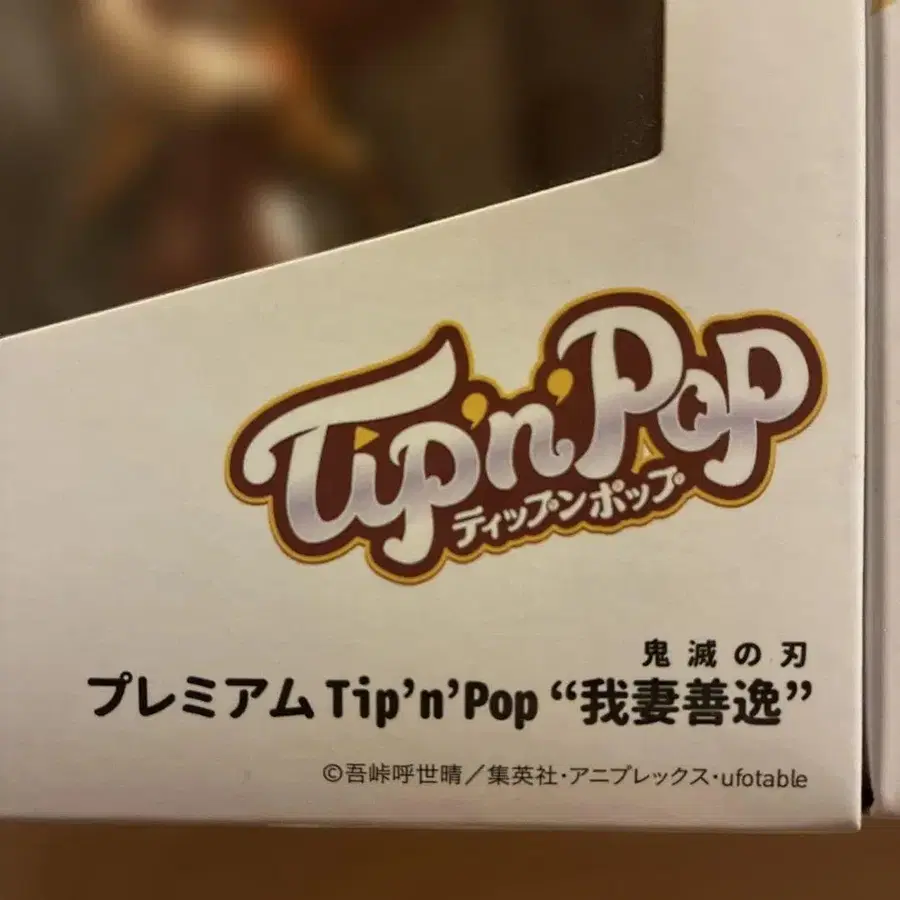 Tip'n'Pop
ティップンポップ
鬼滅の刃
プレミアム Tip’n’Pop “我妻善逸”
©吾峠呼世晴／集英社・アニプレックス・ufotable